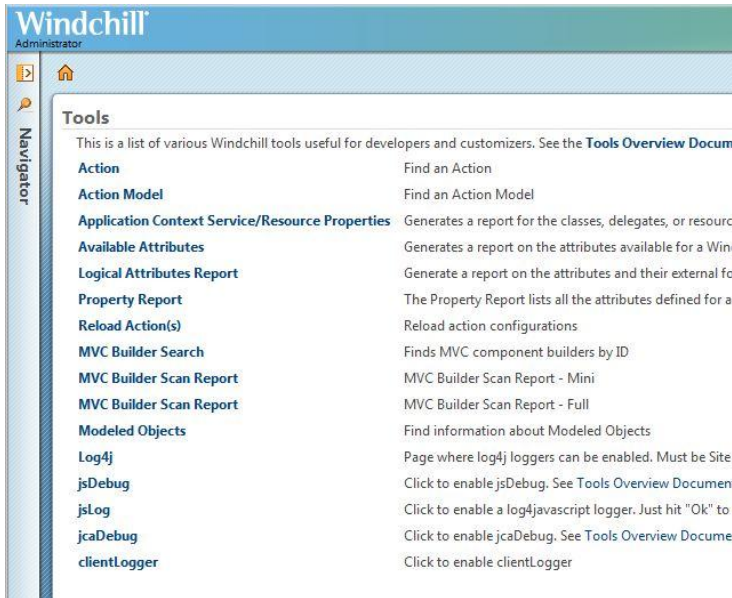 Windchill
Administrator
Navigator
Tools
This is a list of various Windchill tools useful for developers and customizers. See the Tools Overview Docum
Action Find an Action
Action Model Find an Action Model
Application Context Service/Resource Properties Generates a report for the classes, delegates, or resourc
Available Attributes Generates a report on the attributes available for a Win
Logical Attributes Report Generate a report on the attributes and their external fo
Property Report The Property Report lists all the attributes defined for a
Reload Action(s) Reload action configurations
MVC Builder Search Finds MVC component builders by ID
MVC Builder Scan Report MVC Builder Scan Report - Mini
MVC Builder Scan Report MVC Builder Scan Report - Full
Modeled Objects Find information about Modeled Objects
Log4j Page where log4j loggers can be enabled. Must be Site
jsDebug Click to enable jsDebug. See Tools Overview Documen
jsLog Click to enable a log4javascript logger. Just hit "Ok" to
jcaDebug Click to enable jcaDebug. See Tools Overview Docume
clientLogger Click to enable clientLogger